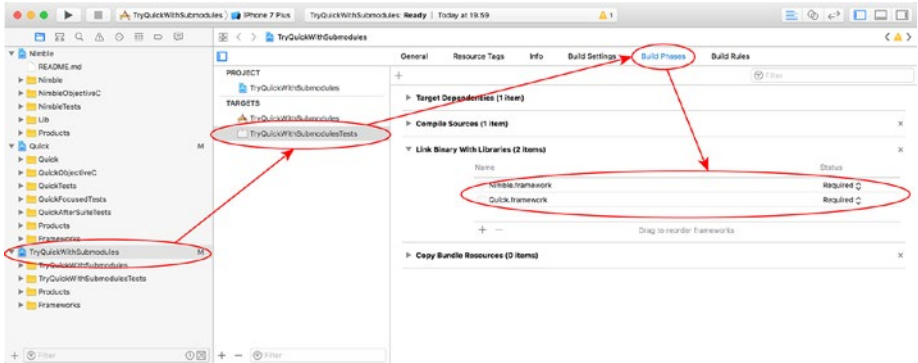 TryQuickWithSubmodules
iPhone 7 Plus
TryQuickWithSubmodules: Ready | Today at 19.59
1
TryQuickWithSubmodules
Nimble
README.md
Nimble
NimbleObjectiveC
NimbleTests
Lib
Products
Quick M
Quick
QuickObjectiveC
QuickTests
QuickFocusedTests
QuickAfterSuiteTests
Products
Frameworks
TryQuickWithSubmodules M
TryQuickWithSubmodules
TryQuickWithSubmodulesTests
Products
Frameworks
Filter
PROJECT
TryQuickWithSubmodules
TARGETS
TryQuickWithSubmodules
TryQuickWithSubmodulesTests
Filter
General Resource Tags Info Build Settings Build Phases Build Rules
Filter
Target Dependencies (1 item)
Compile Sources (1 item)
Link Binary With Libraries (2 items)
Name Status
Nimble.framework Required
Quick.framework Required
Drag to reorder frameworks
Copy Bundle Resources (0 items)